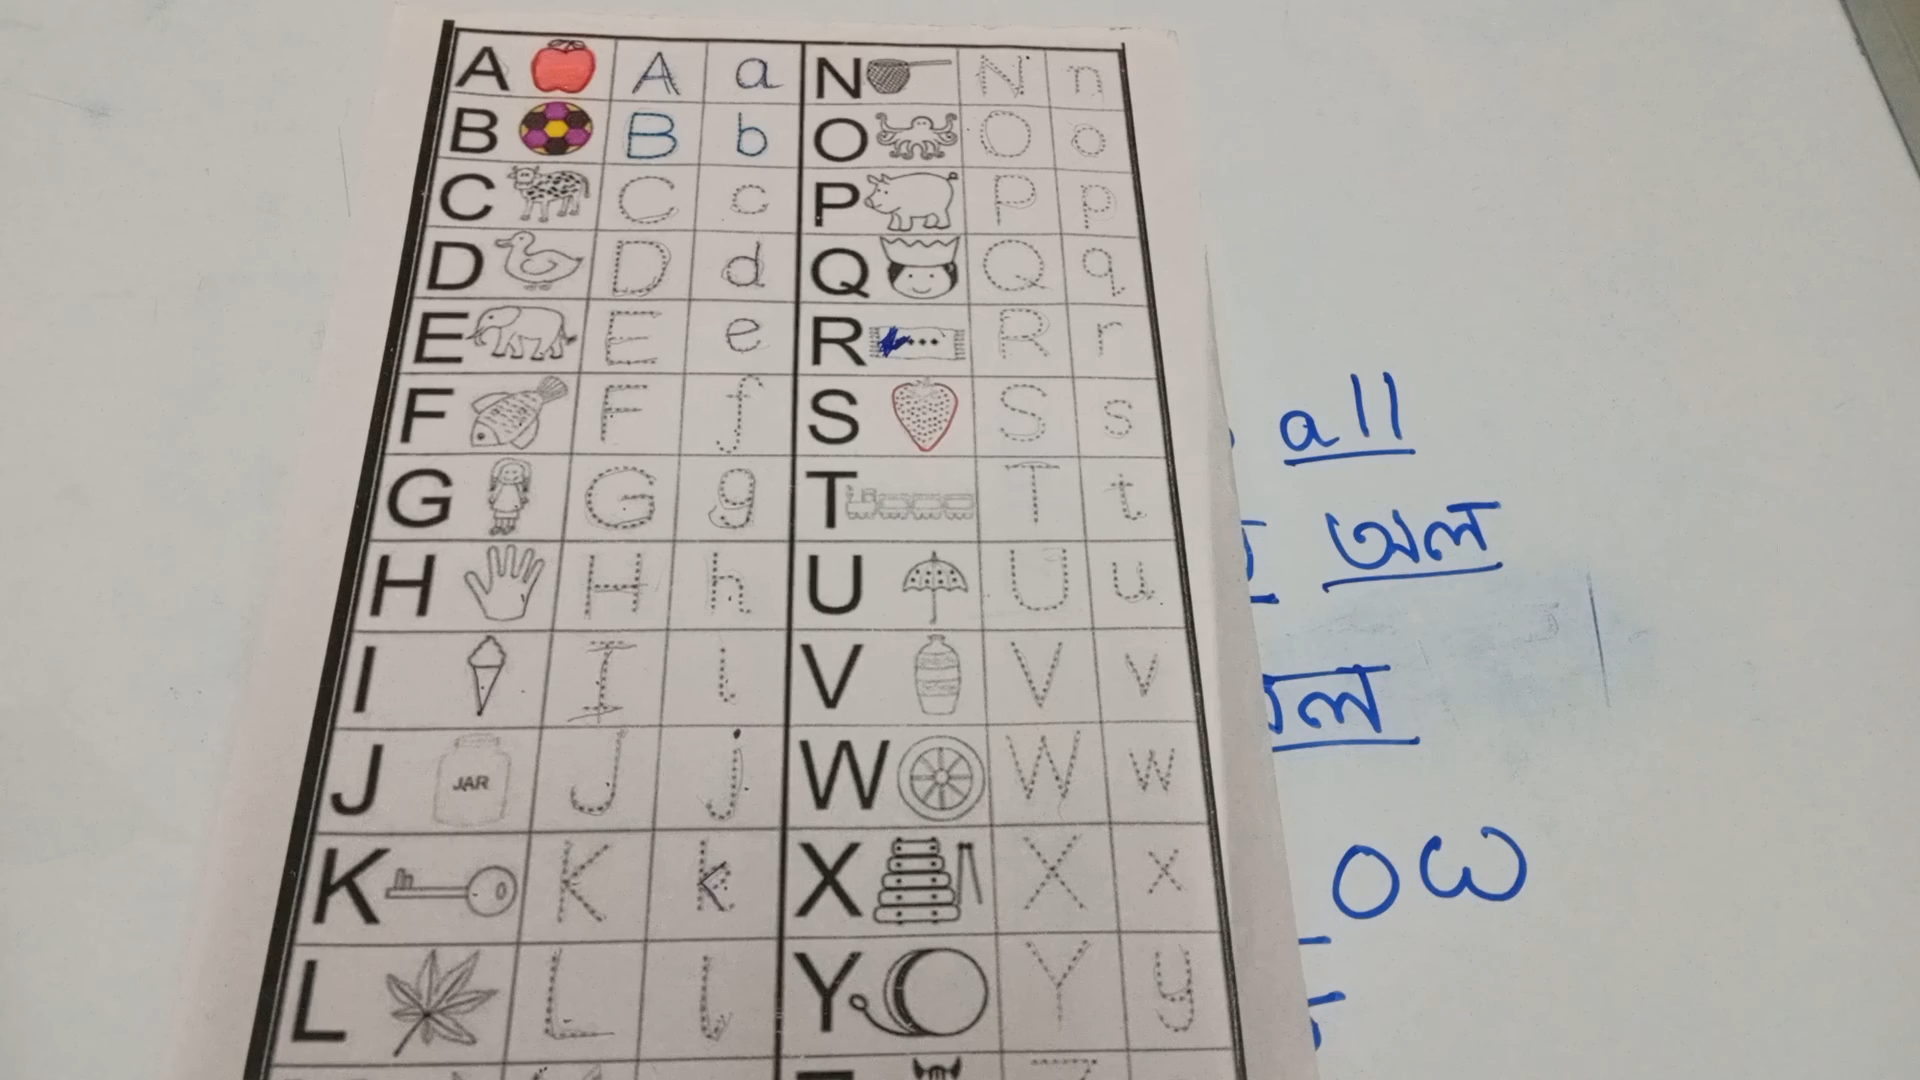 A A a N N n
B B b O O o
C C c P P p
D D d Q Q q
E E e R R r
F F f S S s
G G g T T t
H H h U U u
I I i V V v
J JAR J j W W w
K K k X X x
L L l Y Y y
all
অল
ow